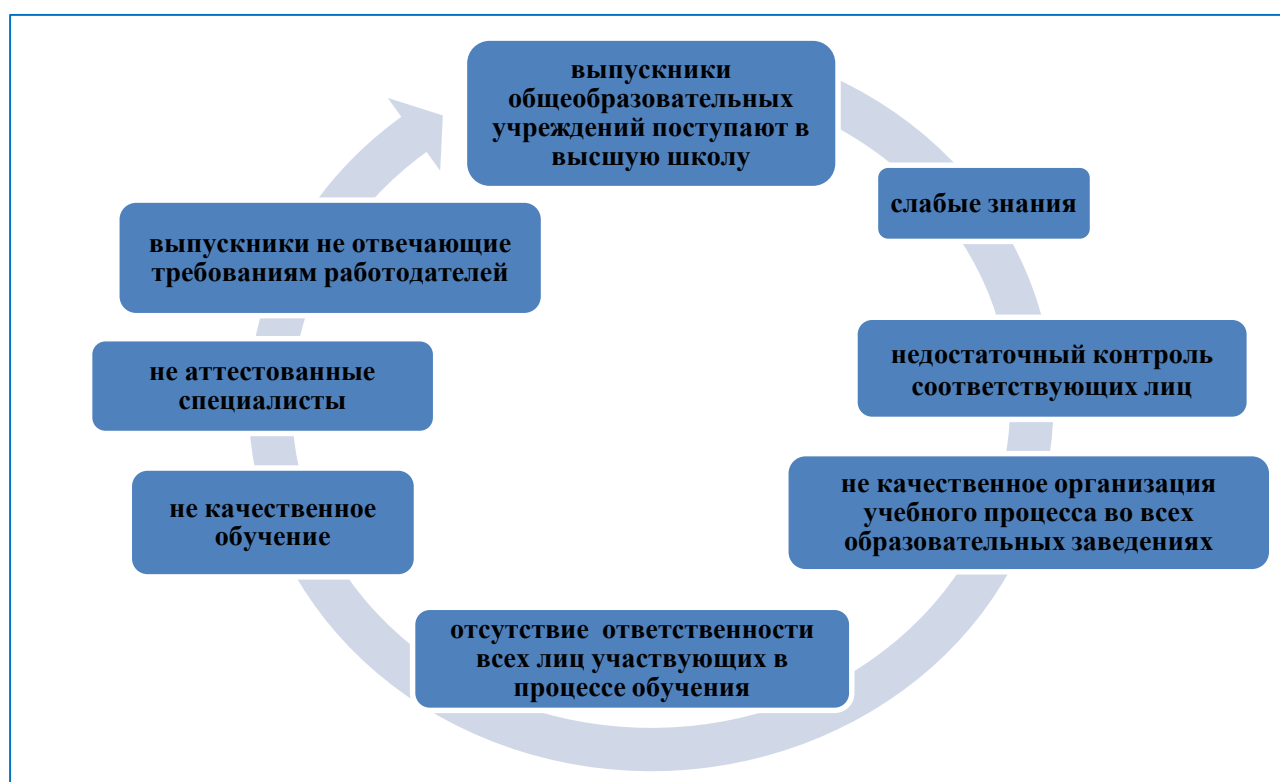 выпускники
общеобразовательных
учреждений поступают в
высшую школу
слабые знания
недостаточный контроль
соответствующих лиц
не качественное организация
учебного процесса во всех
образовательных заведениях
отсутствие ответственности
всех лиц участвующих в
процессе обучения
не качественное
обучение
не аттестованные
специалисты
выпускники не отвечающие
требованиям работодателей